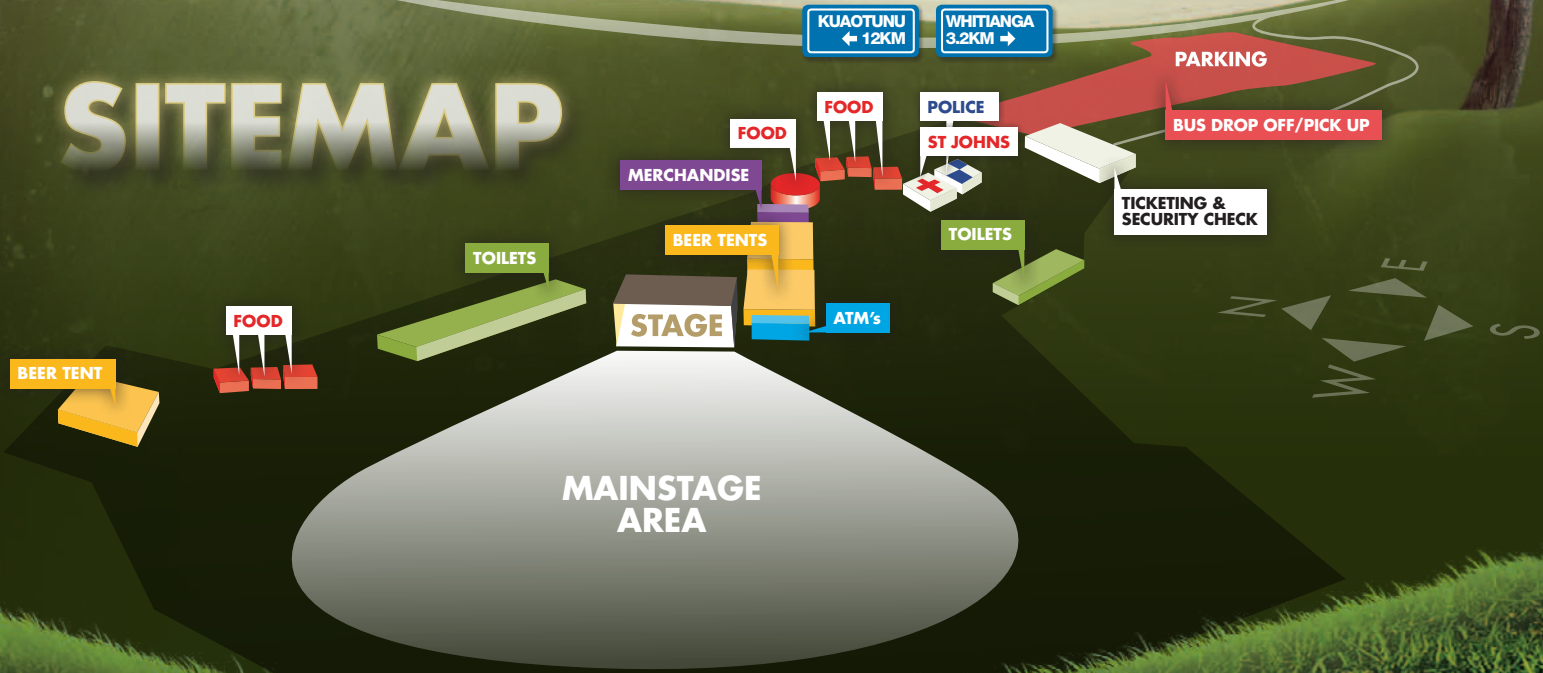 KUAOTUNU
← 12KM
WHITIANGA
3.2KM →
SITEMAP
PARKING
FOOD
POLICE
BUS DROP OFF/PICK UP
FOOD
ST JOHNS
MERCHANDISE
TICKETING &
SECURITY CHECK
BEER TENTS
TOILETS
TOILETS
E
N
S
W
FOOD
STAGE
ATM's
BEER TENT
MAINSTAGE
AREA